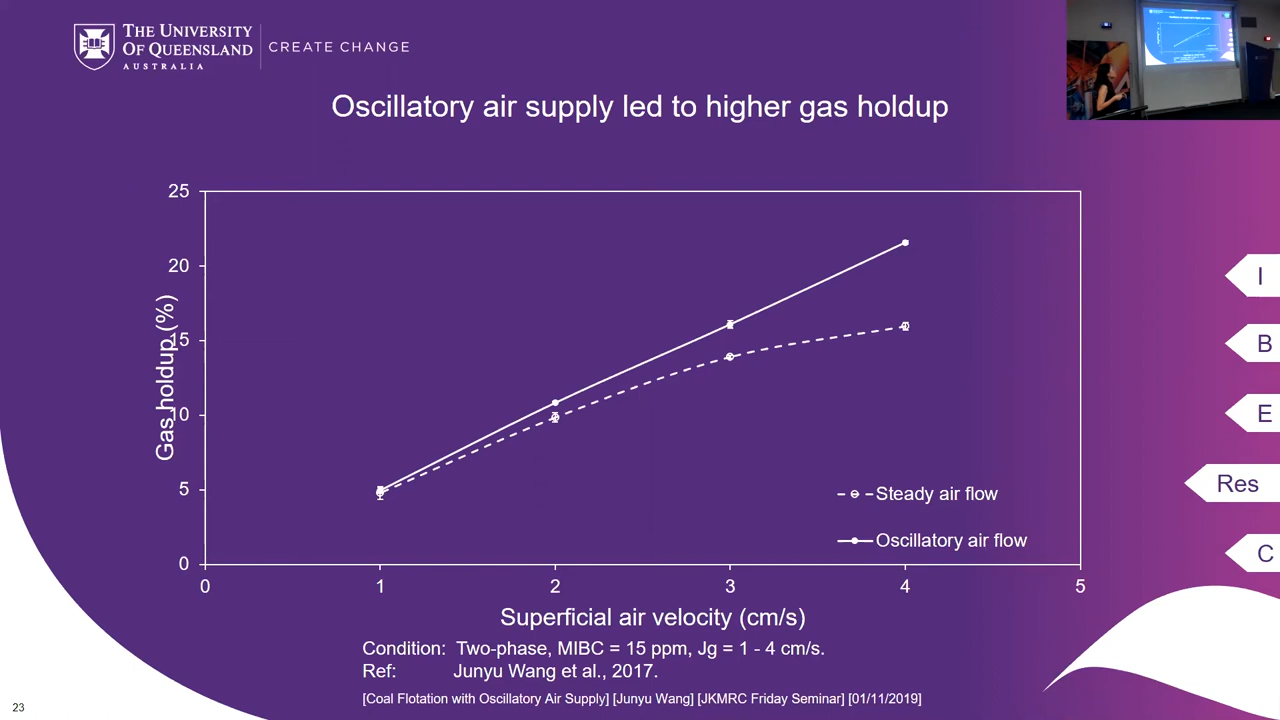 THE UNIVERSITY
OF QUEENSLAND
AUSTRALIA
CREATE CHANGE
Oscillatory air supply led to higher gas holdup
25
20
15
10
5
0
Gas holdup (%)
0 1 2 3 4 5
Superficial air velocity (cm/s)
Steady air flow
Oscillatory air flow
I
B
E
Res
C
Condition: Two-phase, MIBC = 15 ppm, Jg = 1 - 4 cm/s.
Ref: Junyu Wang et al., 2017.
[Coal Flotation with Oscillatory Air Supply] [Junyu Wang] [JKMRC Friday Seminar] [01/11/2019]
23